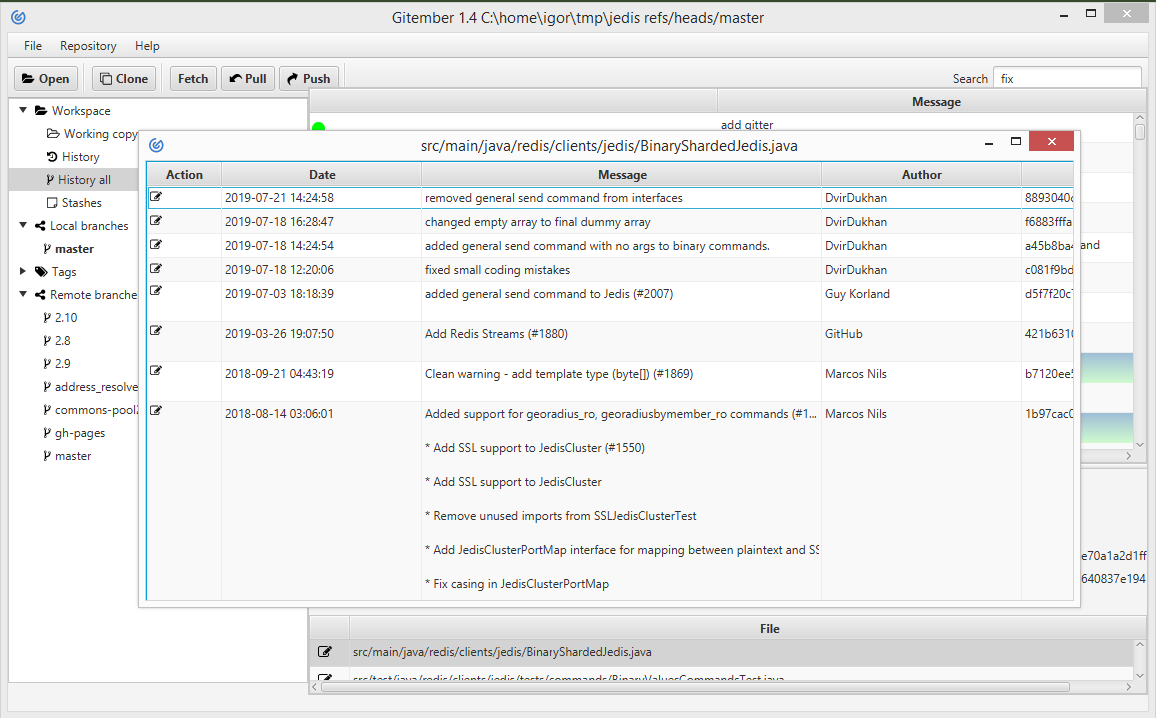 Gitember 1.4 C:\home\igor\tmp\jedis refs/heads/master
File Repository Help
Open Clone Fetch Pull Push Search fix
Workspace
Working copy
History
History all
Stashes
Local branches
master
Tags
Remote branche
2.10
2.8
2.9
address_resolve
commons-pool2
gh-pages
master
Message
add gitter
src/main/java/redis/clients/jedis/BinaryShardedJedis.java
Action Date Message Author
2019-07-21 14:24:58 removed general send command from interfaces DvirDukhan 8893040c
2019-07-18 16:28:47 changed empty array to final dummy array DvirDukhan f6883fffa
2019-07-18 14:24:54 added general send command with no args to binary commands. DvirDukhan a45b8ba4
and
2019-07-18 12:20:06 fixed small coding mistakes DvirDukhan c081f9bd
2019-07-03 18:18:39 added general send command to Jedis (#2007) Guy Korland d5f7f20c7
2019-03-26 19:07:50 Add Redis Streams (#1880) GitHub 421b6310
2018-09-21 04:43:19 Clean warning - add template type (byte[]) (#1869) Marcos Nils b7120ee5
2018-08-14 03:06:01 Added support for georadius_ro, georadiusbymember_ro commands (#1... Marcos Nils 1b97cac0
* Add SSL support to JedisCluster (#1550)
* Add SSL support to JedisCluster
* Remove unused imports from SSLJedisClusterTest
* Add JedisClusterPortMap interface for mapping between plaintext and SS
* Fix casing in JedisClusterPortMap
e70a1a2d1ff
640837e194
File
src/main/java/redis/clients/jedis/BinaryShardedJedis.java
src/test/java/redis/clients/jedis/tests/commands/BinaryValuesCommandsTest.java